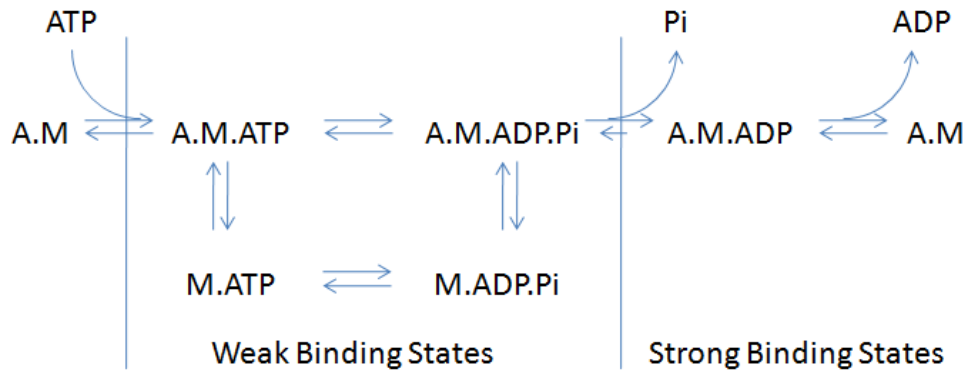 ATP Pi ADP
A.M A.M.ATP A.M.ADP.Pi A.M.ADP A.M
M.ATP M.ADP.Pi
Weak Binding States Strong Binding States